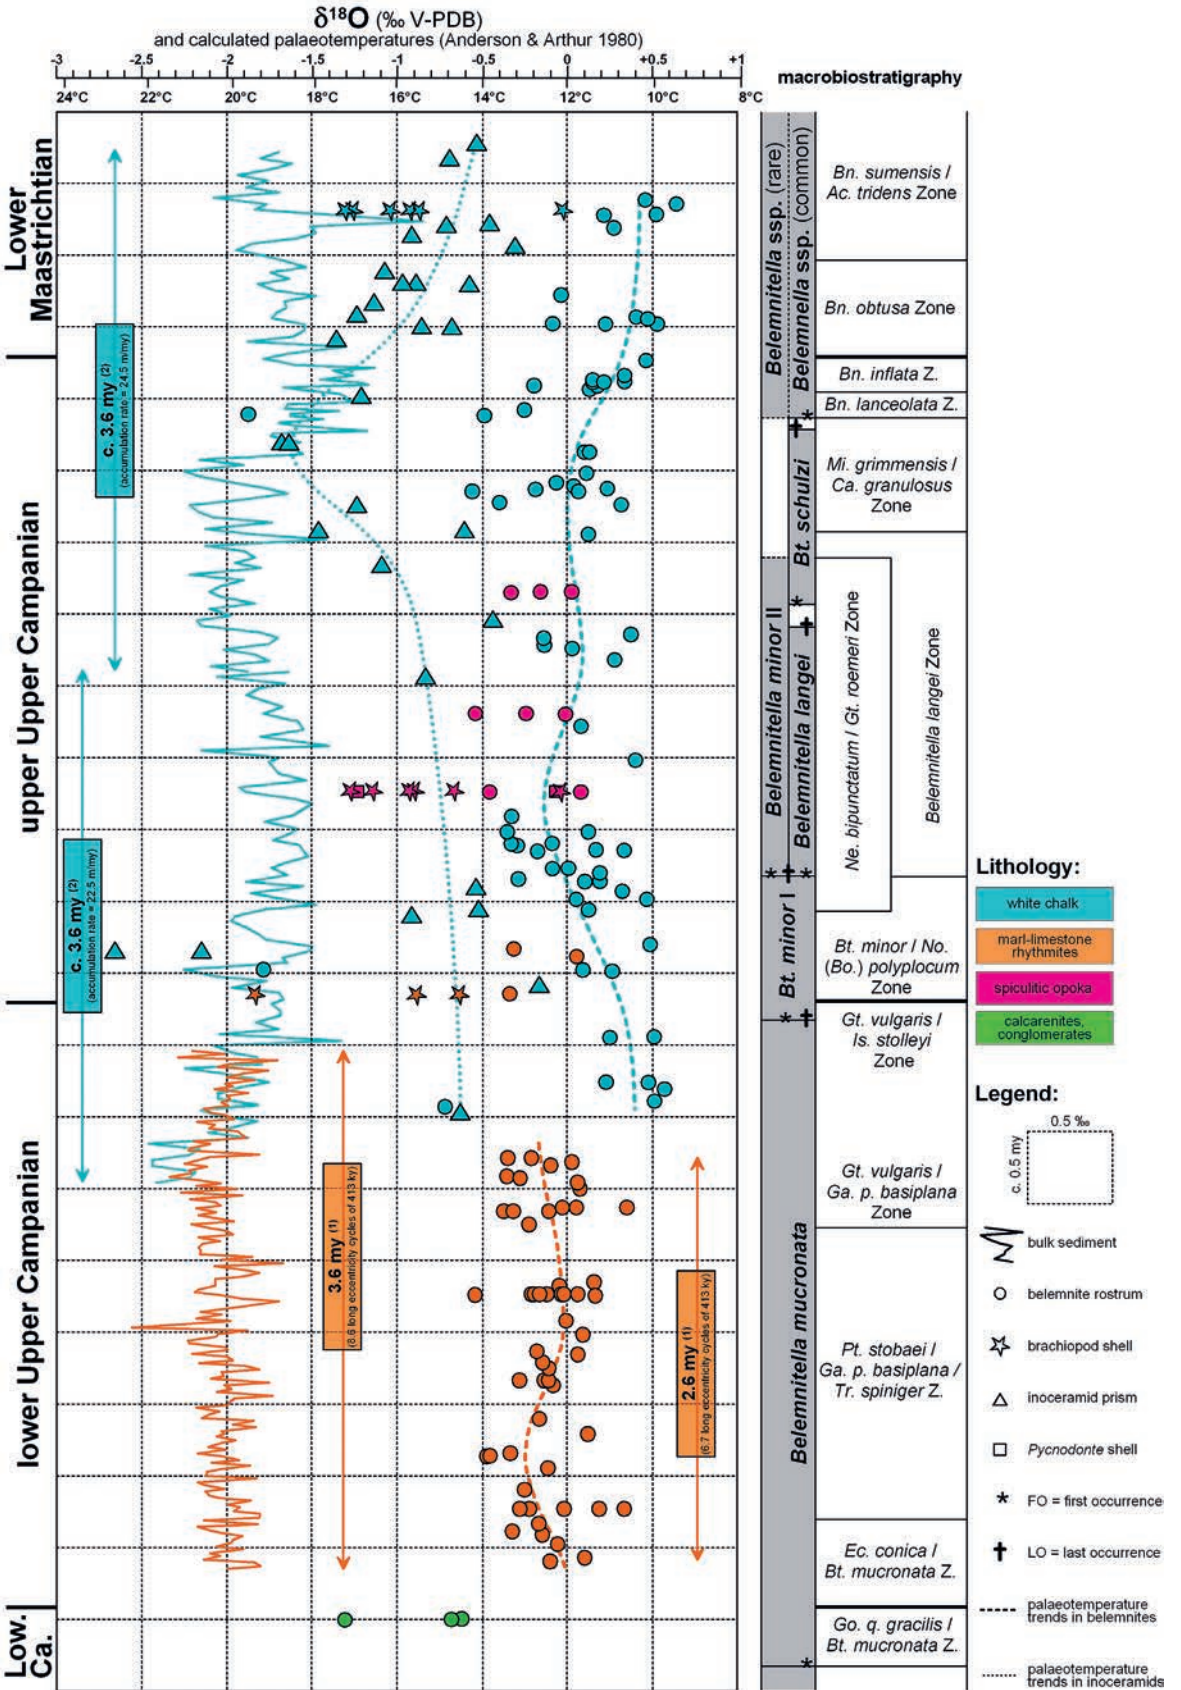 δ18O (‰ V-PDB)
and calculated palaeotemperatures (Anderson & Arthur 1980)
-3 -2.5 -2 -1.5 -1 -0.5 0 +0.5 +1
24°C 22°C 20°C 18°C 16°C 14°C 12°C 10°C 8°C
macrobiostratigraphy
Lower
Maastrichtian
upper Upper Campanian
lower Upper Campanian
Low.
Ca.
c. 3.6 my (2)
(accumulation rate = 24.5 m/my)
c. 3.6 my (2)
(accumulation rate = 22.5 m/my)
3.6 my (1)
(8.6 long eccentricity cycles of 413 ky)
2.6 my (1)
(6.7 long eccentricity cycles of 413 ky)
Belemnitella ssp. (rare)
Belemnella ssp. (common)
Bt. schulzi
Belemnitella minor II
Belemnitella langei
Bt. minor I
Belemnitella mucronata
Bn. sumensis /
Ac. tridens Zone
Bn. obtusa Zone
Bn. inflata Z.
Bn. lanceolata Z.
Mi. grimmensis /
Ca. granulosus
Zone
Ne. bipunctatum / Gt. roemeri Zone
Belemnitella langei Zone
Bt. minor / No.
(Bo.) polyplocum
Zone
Gt. vulgaris /
Is. stolleyi
Zone
Gt. vulgaris /
Ga. p. basiplana
Zone
Pt. stobaei /
Ga. p. basiplana /
Tr. spiniger Z.
Ec. conica /
Bt. mucronata Z.
Go. q. gracilis /
Bt. mucronata Z.
Lithology:
white chalk
marl-limestone
rhythmites
spiculitic opoka
calcarenites,
conglomerates
Legend:
0.5 ‰
c. 0.5 my
bulk sediment
belemnite rostrum
brachiopod shell
inoceramid prism
Pycnodonte shell
* FO = first occurrence
✝ LO = last occurrence
palaeotemperature
trends in belemnites
palaeotemperature
trends in inoceramids